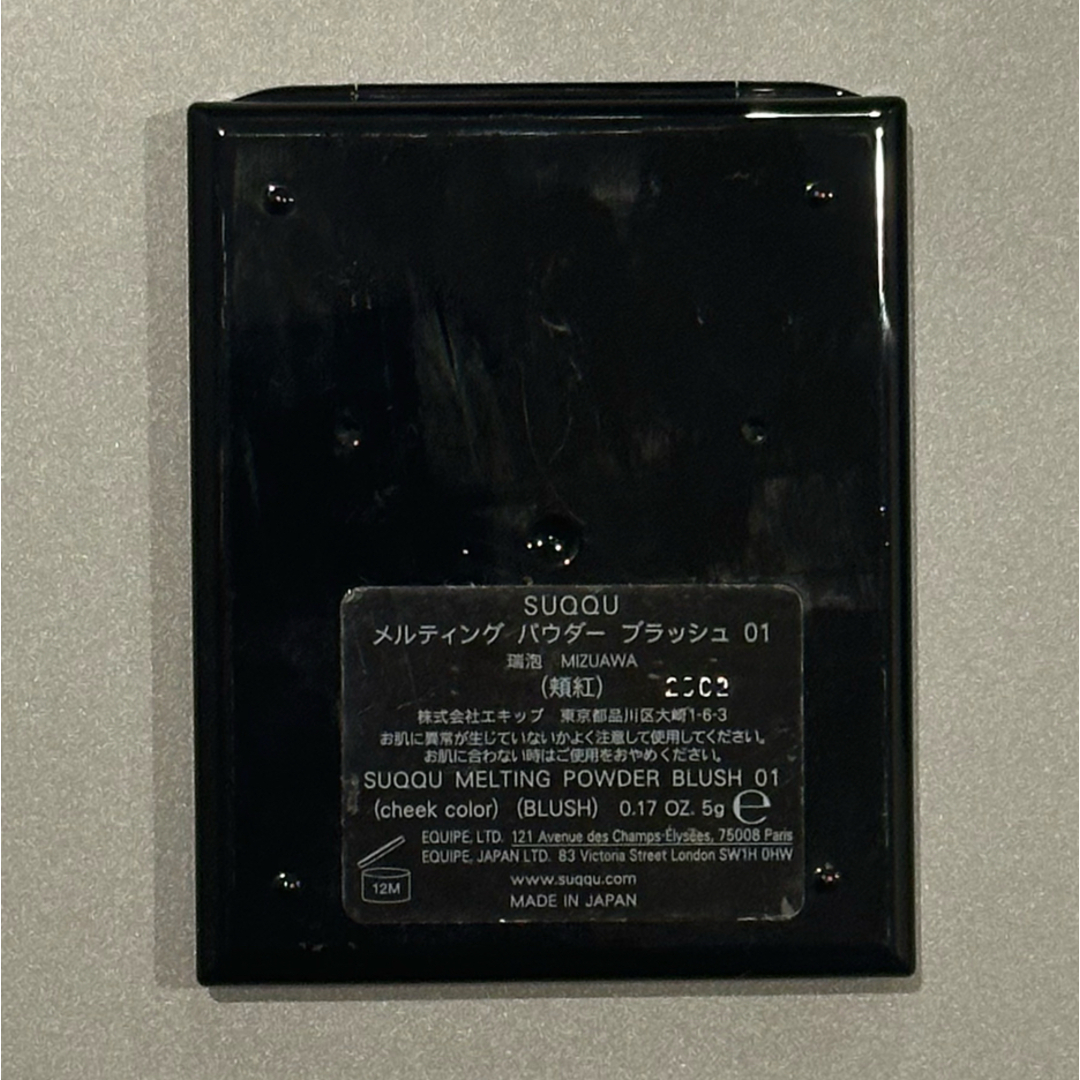 SUQQU
メルティング パウダー ブラッシュ 01
瑞泡 MIZUAWA
(頬紅)
株式会社エキップ 東京都品川区大崎1-6-3
お肌に異常が生じていないかよく注意して使用してください。
お肌に合わない時はご使用をおやめください。
SUQQU MELTING POWDER BLUSH 01
(cheek color) (BLUSH) 0.17 OZ. 5g ℮
EQUIPE, LTD. 121 Avenue des Champs-Élysées, 75008 Paris
EQUIPE, JAPAN LTD. 83 Victoria Street London SW1H 0HW
12M
www.suqqu.com
MADE IN JAPAN